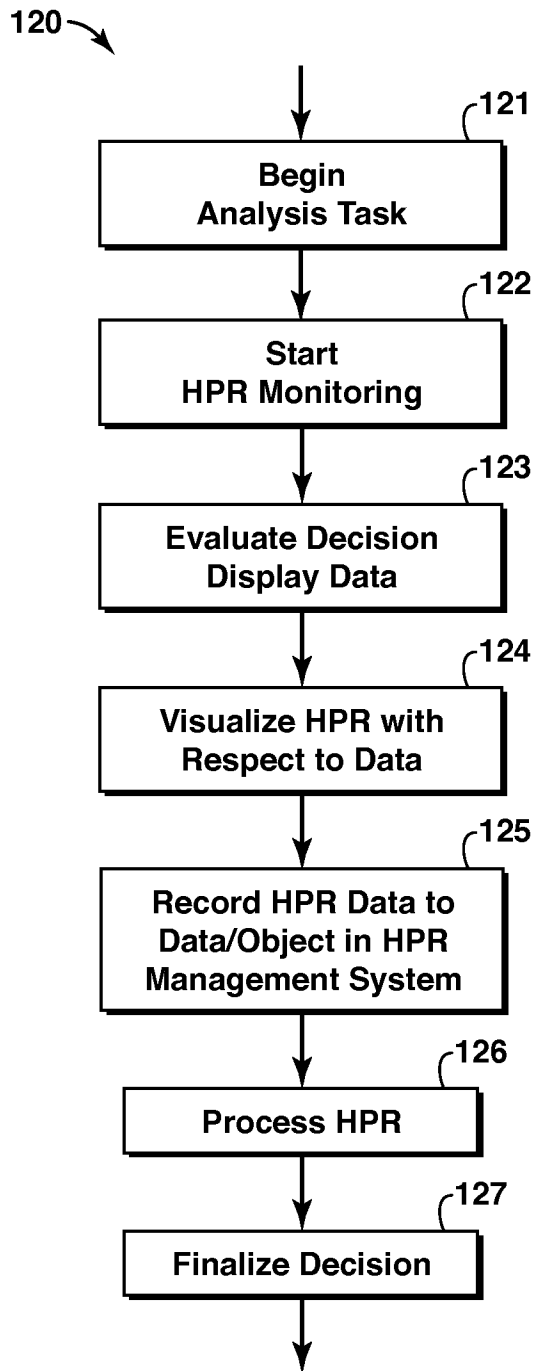 120
121
Begin
Analysis Task
122
Start
HPR Monitoring
123
Evaluate Decision
Display Data
124
Visualize HPR with
Respect to Data
125
Record HPR Data to
Data/Object in HPR
Management System
126
Process HPR
127
Finalize Decision